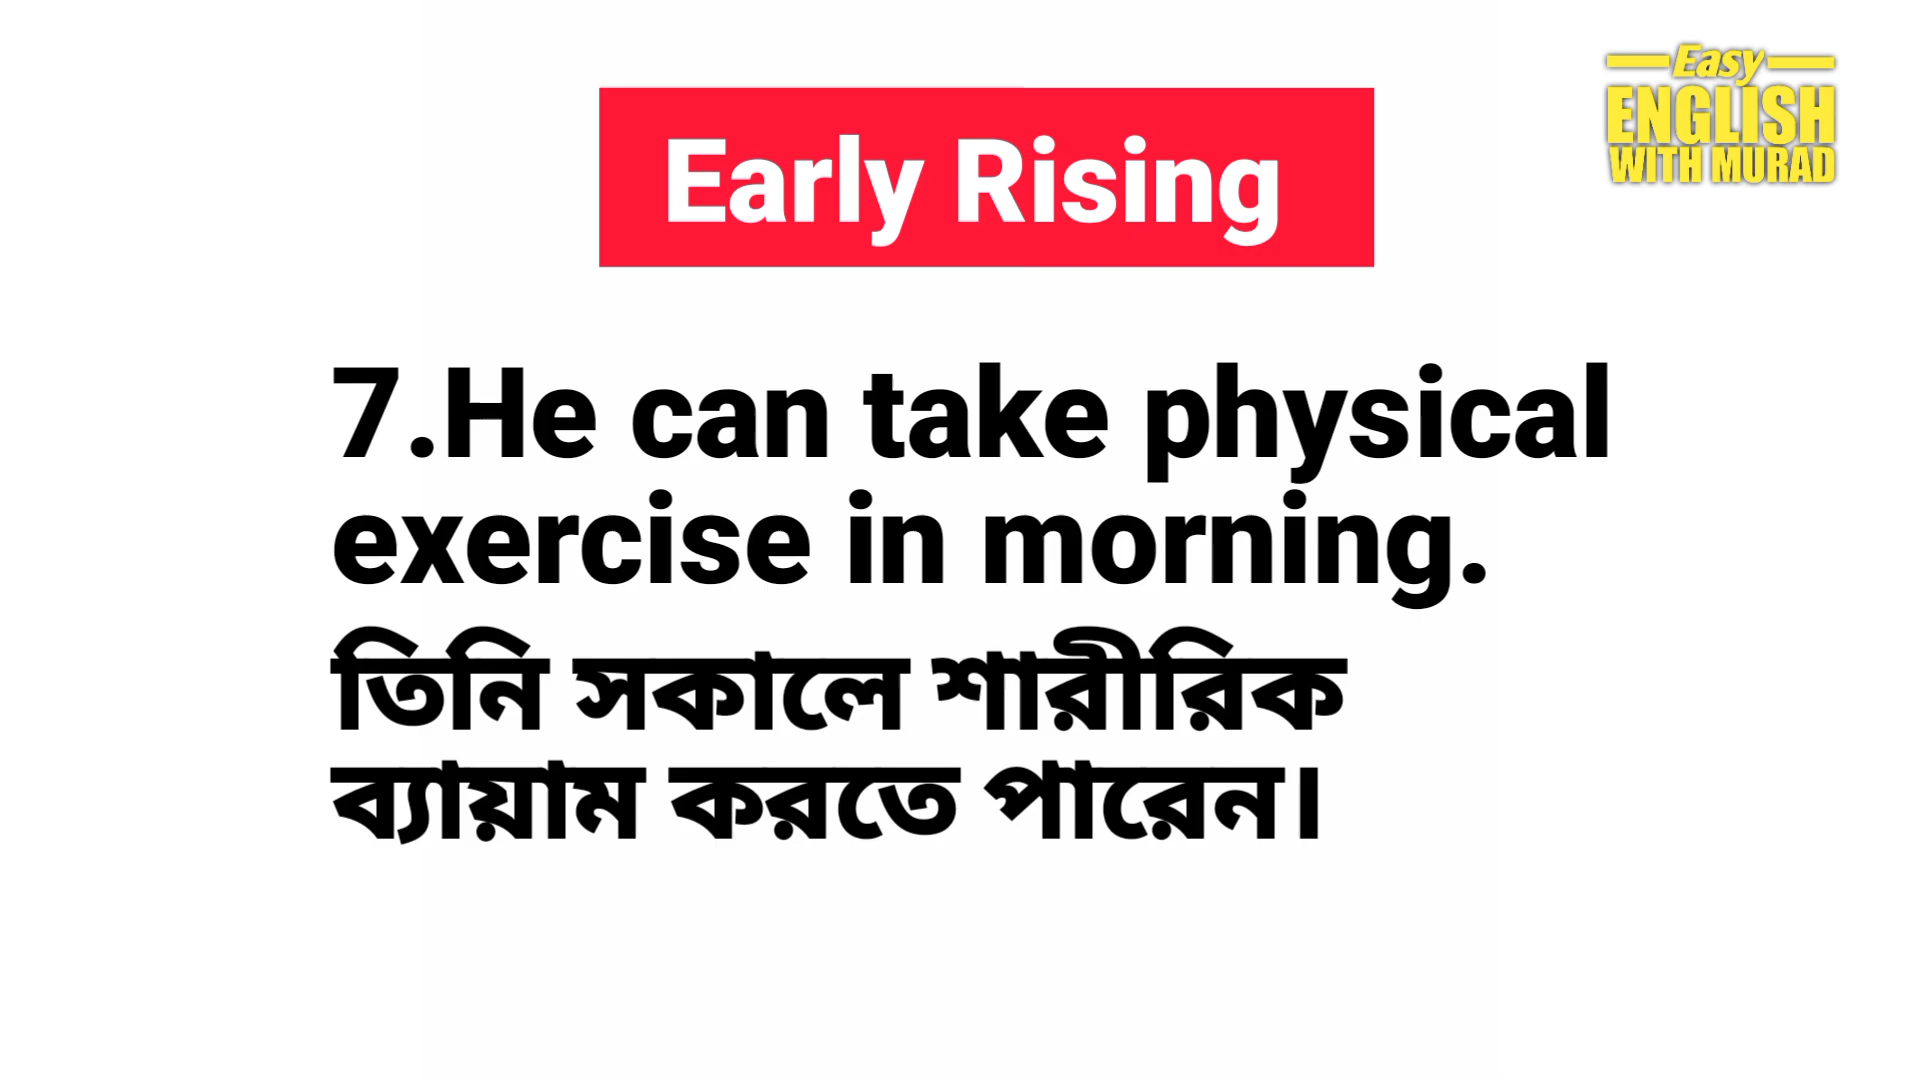 Easy
ENGLISH
WITH MURAD
Early Rising
7.He can take physical
exercise in morning.
তিনি সকালে শারীরিক
ব্যায়াম করতে পারেন।